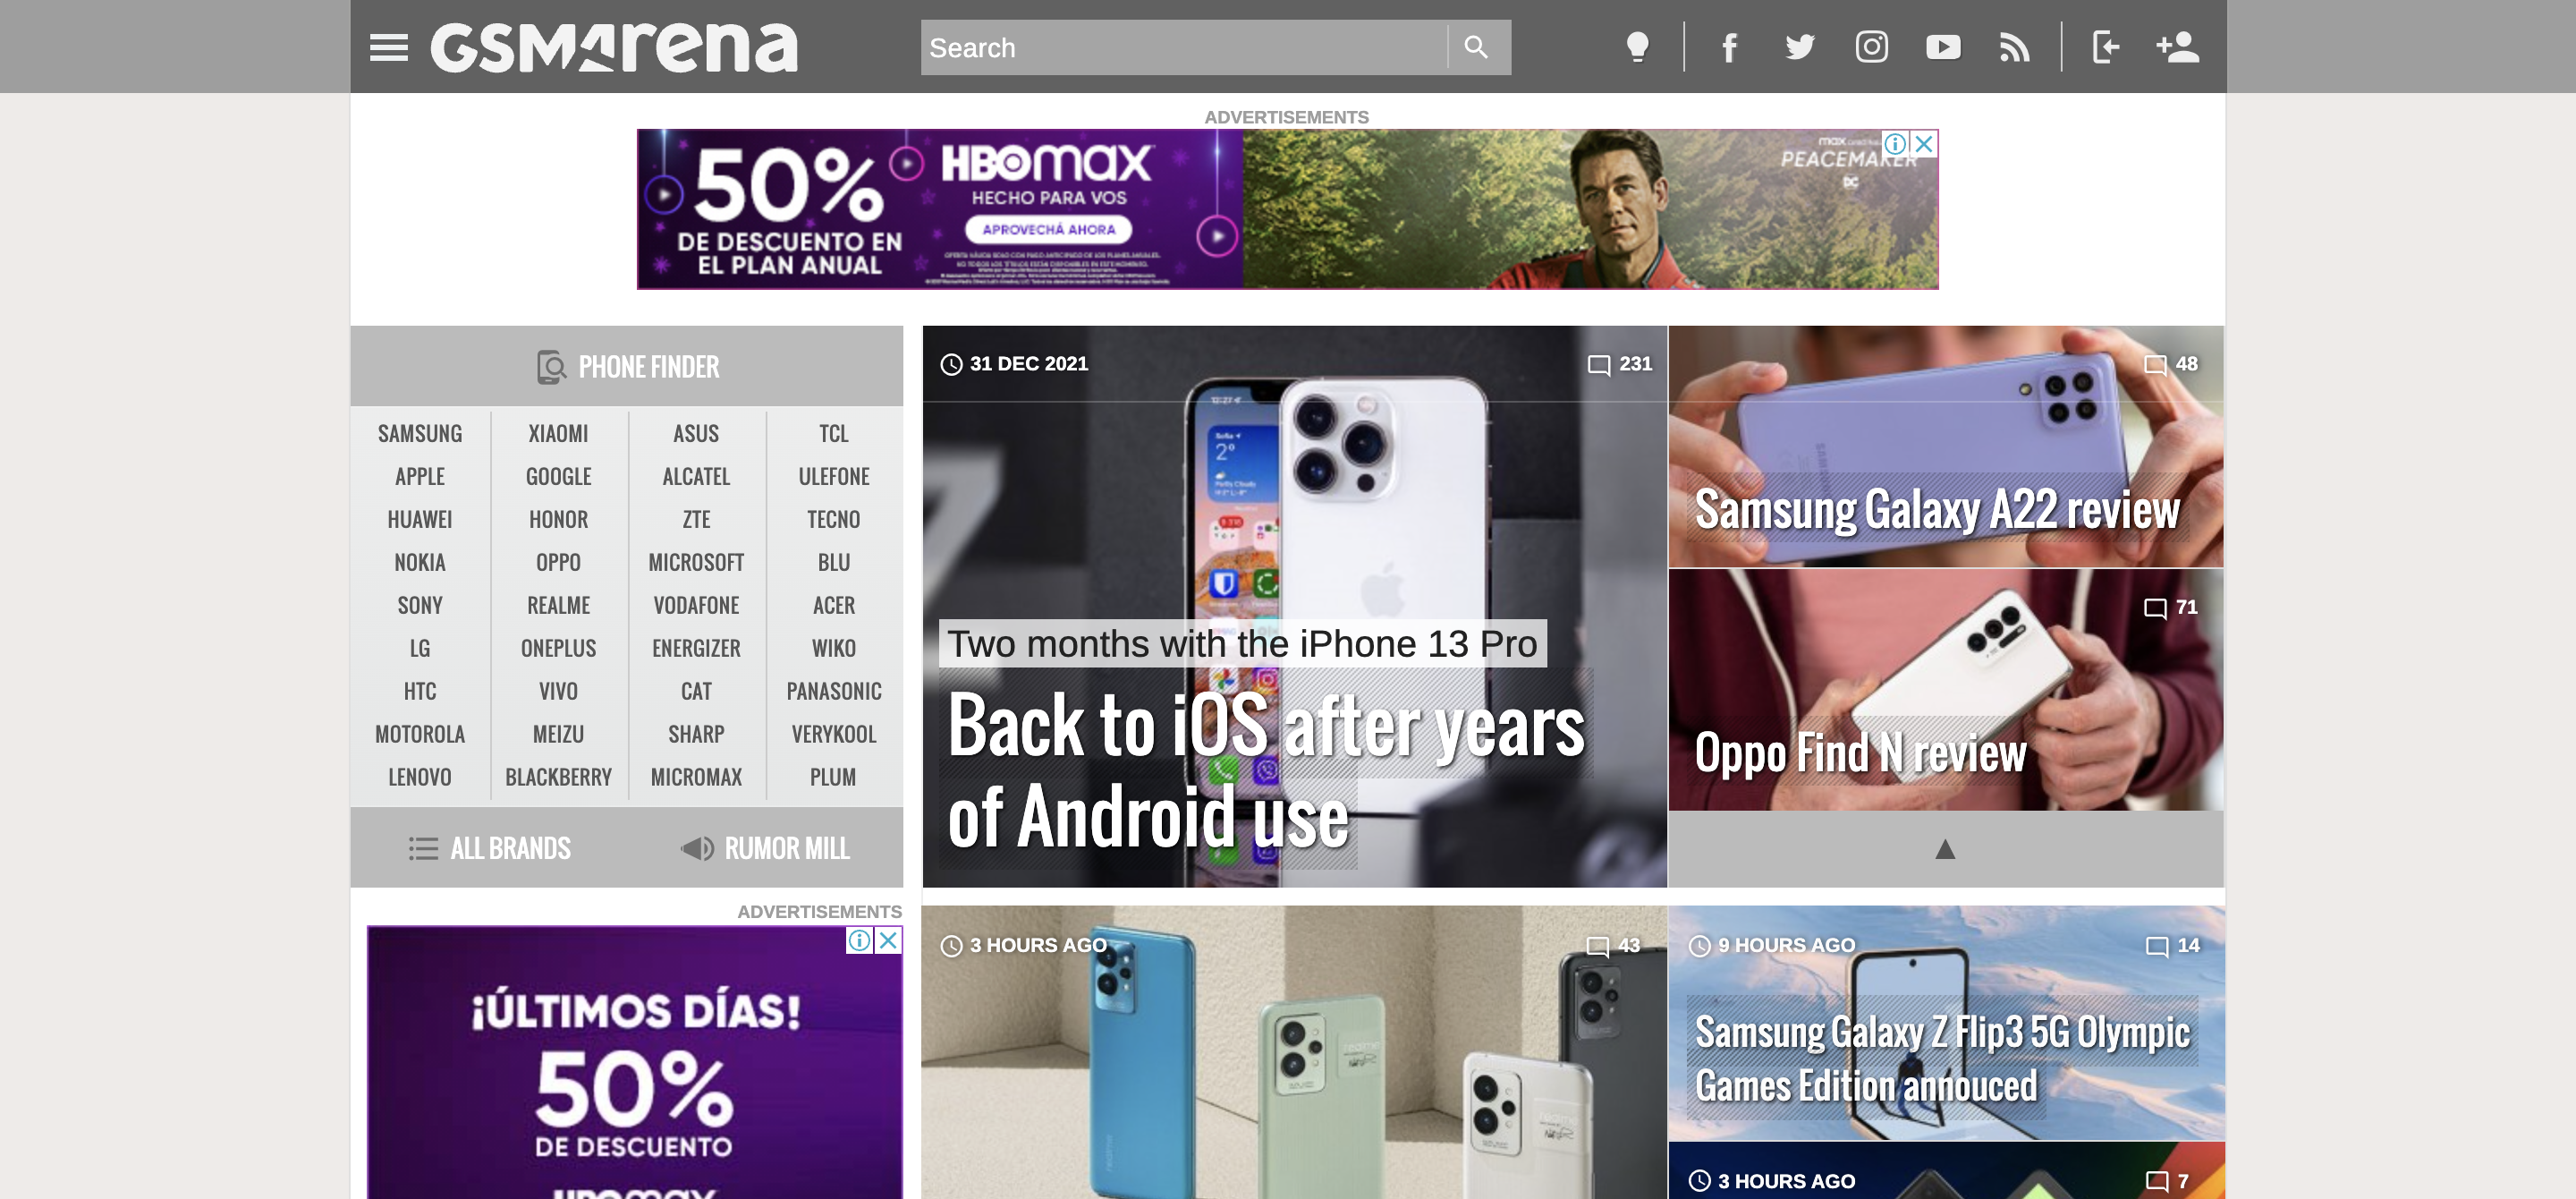 GSMArena
Search
ADVERTISEMENTS
50%
DE DESCUENTO EN
EL PLAN ANUAL
HBOMAX
HECHO PARA VOS
APROVECHÁ AHORA
max
PEACEMAKER
DC
PHONE FINDER
SAMSUNG XIAOMI ASUS TCL
APPLE GOOGLE ALCATEL ULEFONE
HUAWEI HONOR ZTE TECNO
NOKIA OPPO MICROSOFT BLU
SONY REALME VODAFONE ACER
LG ONEPLUS ENERGIZER WIKO
HTC VIVO CAT PANASONIC
MOTOROLA MEIZU SHARP VERYKOOL
LENOVO BLACKBERRY MICROMAX PLUM
ALL BRANDS RUMOR MILL
31 DEC 2021 231
Two months with the iPhone 13 Pro
Back to iOS after years
of Android use
48
Samsung Galaxy A22 review
71
Oppo Find N review
ADVERTISEMENTS
¡ÚLTIMOS DÍAS!
50%
DE DESCUENTO
HBOMAX
3 HOURS AGO 43
realme
9 HOURS AGO 14
Samsung Galaxy Z Flip3 5G Olympic
Games Edition annouced
3 HOURS AGO 7